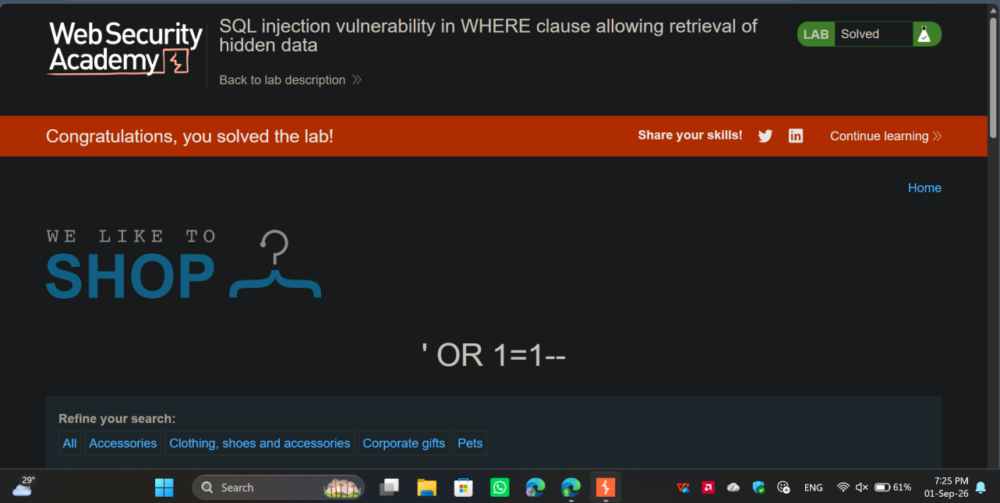 Web Security
Academy
SQL injection vulnerability in WHERE clause allowing retrieval of
hidden data
Back to lab description
LAB Solved
Congratulations, you solved the lab!
Share your skills!
in
Continue learning
Home
WE LIKE TO
SHOP
' OR 1=1--
Refine your search:
All
Accessories
Clothing, shoes and accessories
Corporate gifts
Pets
29°
Search
ENG
61%
7:25 PM
01-Sep-26